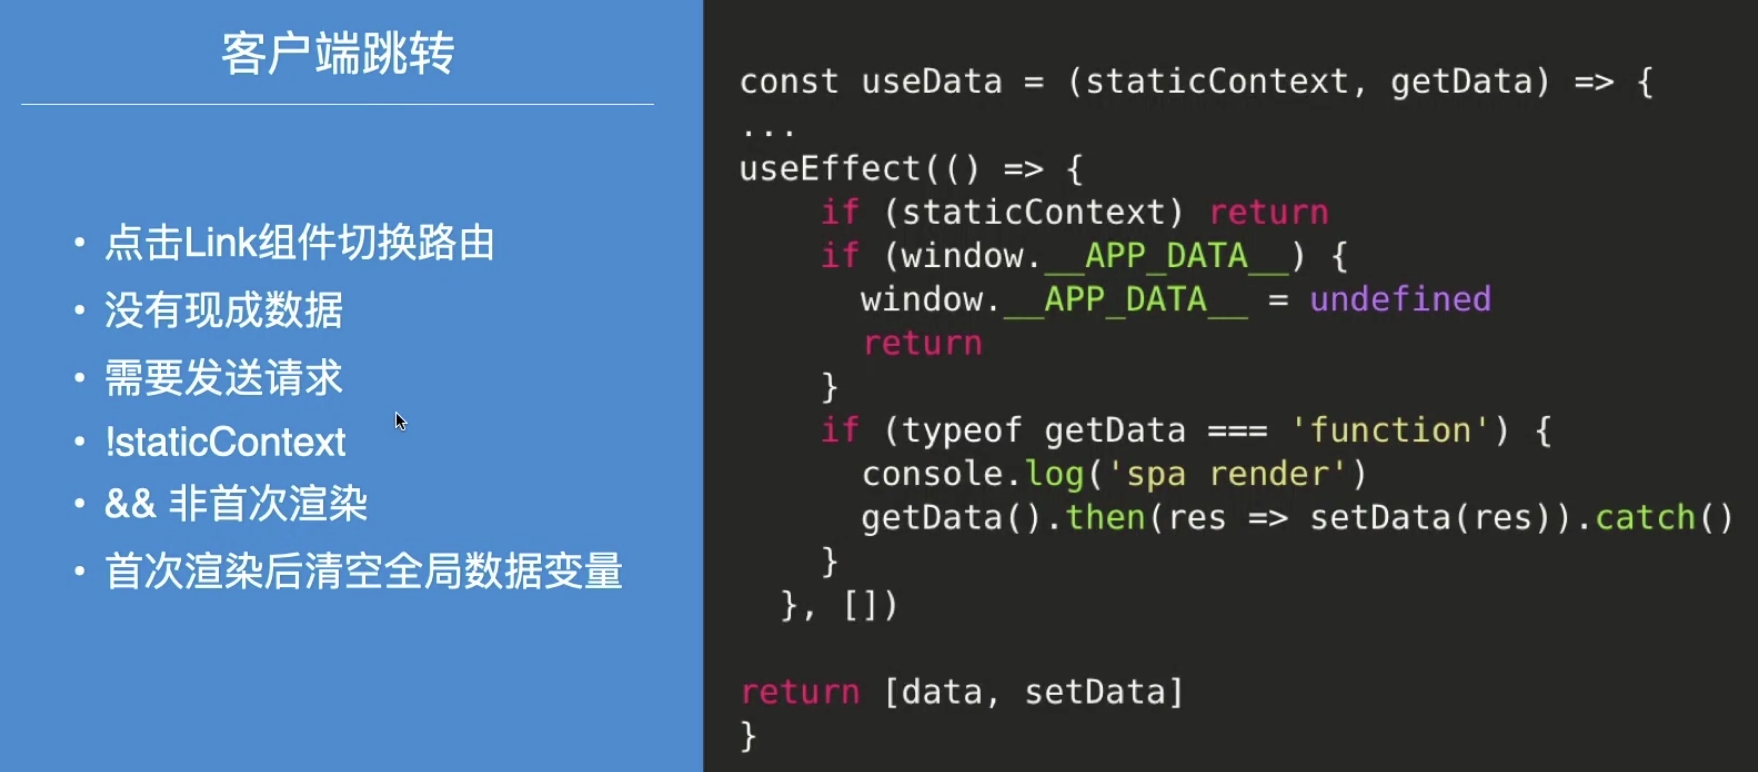 客户端跳转
• 点击Link组件切换路由
• 没有现成数据
• 需要发送请求
• !staticContext
• && 非首次渲染
• 首次渲染后清空全局数据变量
const useData = (staticContext, getData) => {
...
useEffect(() => {
    if (staticContext) return
    if (window.__APP_DATA__) {
      window.__APP_DATA__ = undefined
      return
    }
    if (typeof getData === 'function') {
      console.log('spa render')
      getData().then(res => setData(res)).catch()
    }
  }, [])
return [data, setData]
}